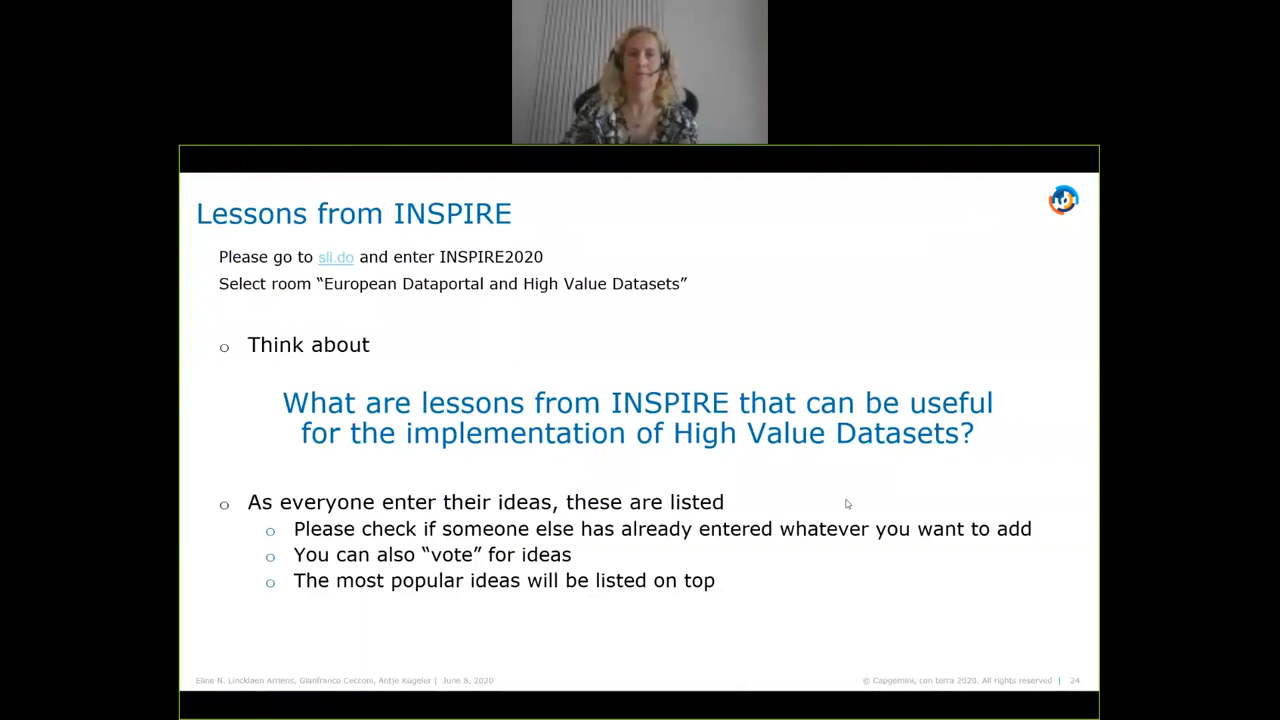 Lessons from INSPIRE
Please go to sli.do and enter INSPIRE2020
Select room “European Dataportal and High Value Datasets”
Think about
What are lessons from INSPIRE that can be useful
for the implementation of High Value Datasets?
As everyone enter their ideas, these are listed
Please check if someone else has already entered whatever you want to add
You can also “vote” for ideas
The most popular ideas will be listed on top
Eline N. Lincklaen Arriens, Gianfranco Cecconi, Antje Kügeler | June 8, 2020
© Capgemini, con terra 2020. All rights reserved | 24